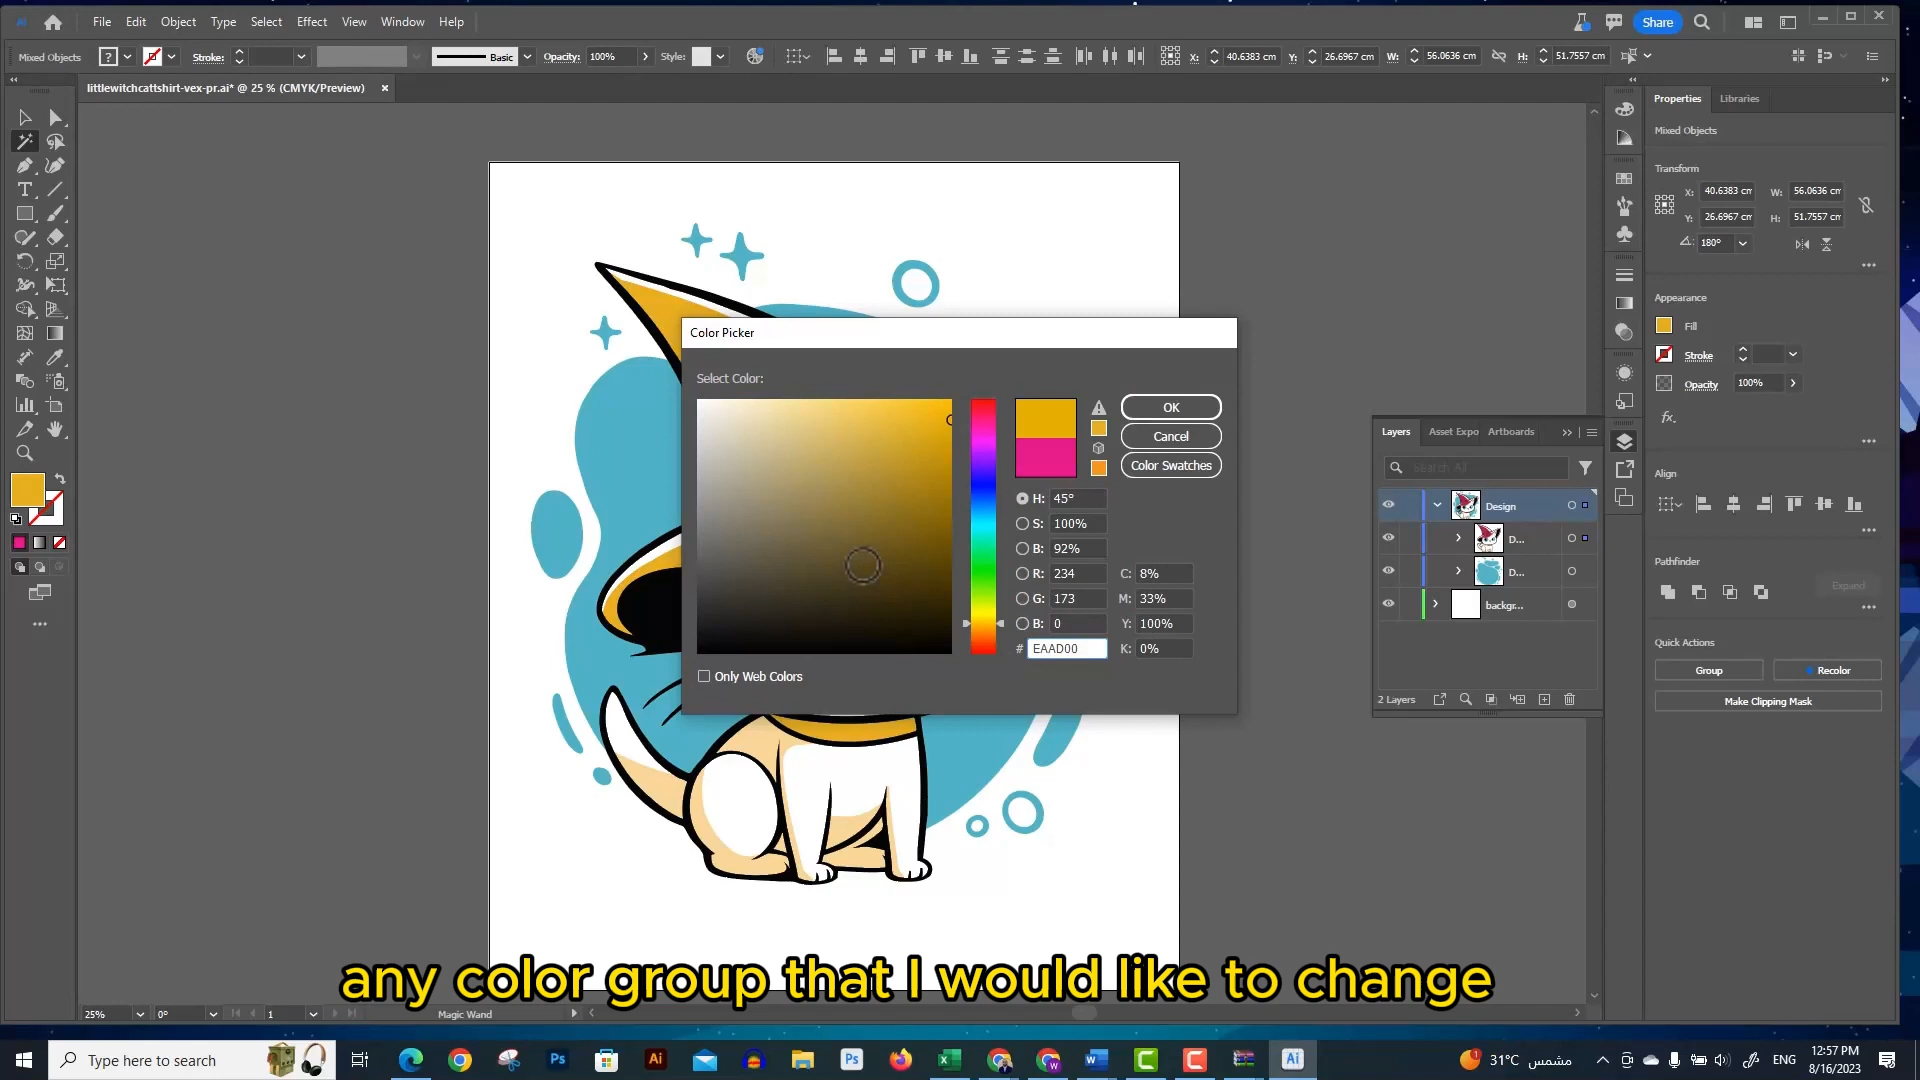 File Edit Object Type Select Effect View Window Help
Share
Mixed Objects
Stroke:
Basic
Opacity: 100%
Style:
X: 40.6383 cm
Y: 26.6967 cm
W: 56.0636 cm
H: 51.7557 cm
littlewitchcattshirt-vex-pr.ai* @ 25 % (CMYK/Preview)
Color Picker
Select Color:
OK
Cancel
Color Swatches
H: 45°
S: 100%
B: 92%
R: 234
G: 173
B: 0
# EAAD00
C: 8%
M: 33%
Y: 100%
K: 0%
Only Web Colors
Layers Asset Expo Artboards
Search All
Design
D...
D...
backgr...
2 Layers
Properties Libraries
Mixed Objects
Transform
X: 40.6383 cm
W: 56.0636 cm
Y: 26.6967 cm
H: 51.7557 cm
180°
Appearance
Fill
Stroke
Opacity 100%
fx.
Align
Pathfinder
Expand
Quick Actions
Group
Recolor
Make Clipping Mask
any color group that I would like to change
25% 0° 1 Magic Wand
Type here to search
31°C مشمس
ENG
12:57 PM
8/16/2023